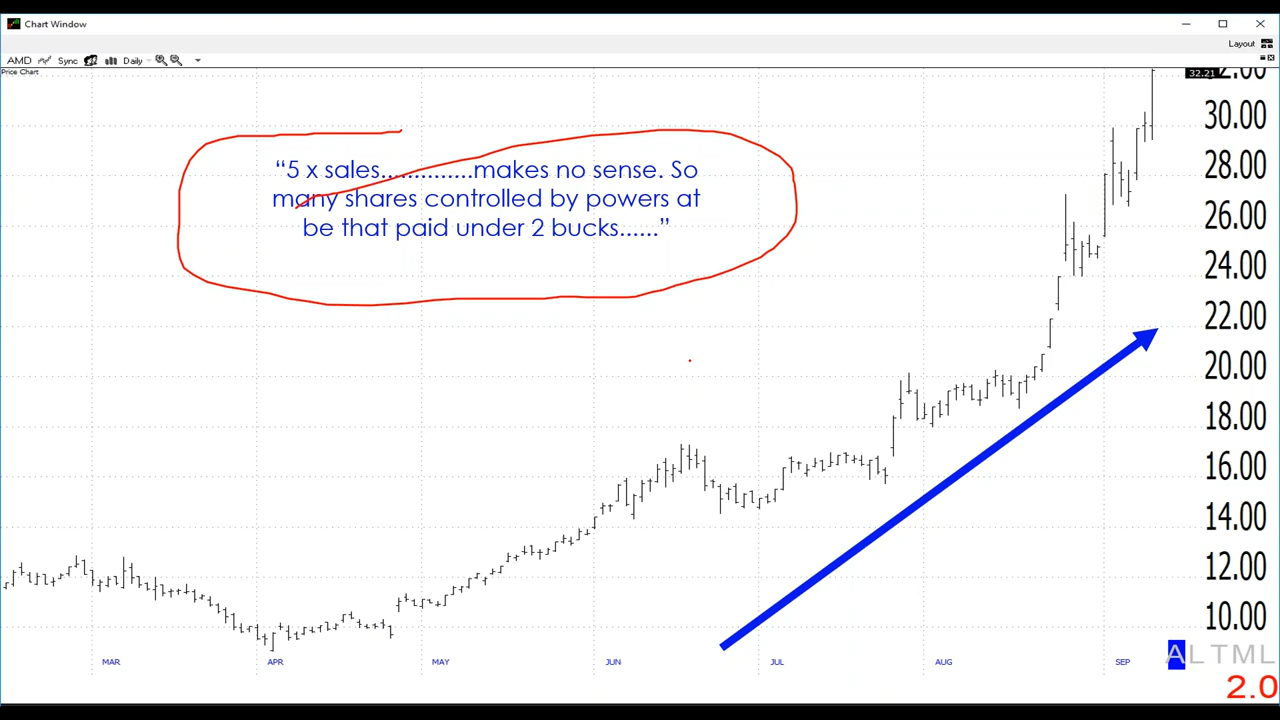 Chart Window
Layout
AMD Sync Daily
Price Chart
32.21
30.00
28.00
26.00
24.00
22.00
20.00
18.00
16.00
14.00
12.00
10.00
“5 x sales..............makes no sense. So
many shares controlled by powers at
be that paid under 2 bucks......”
MAR APR MAY JUN JUL AUG SEP
ALTML
2.0